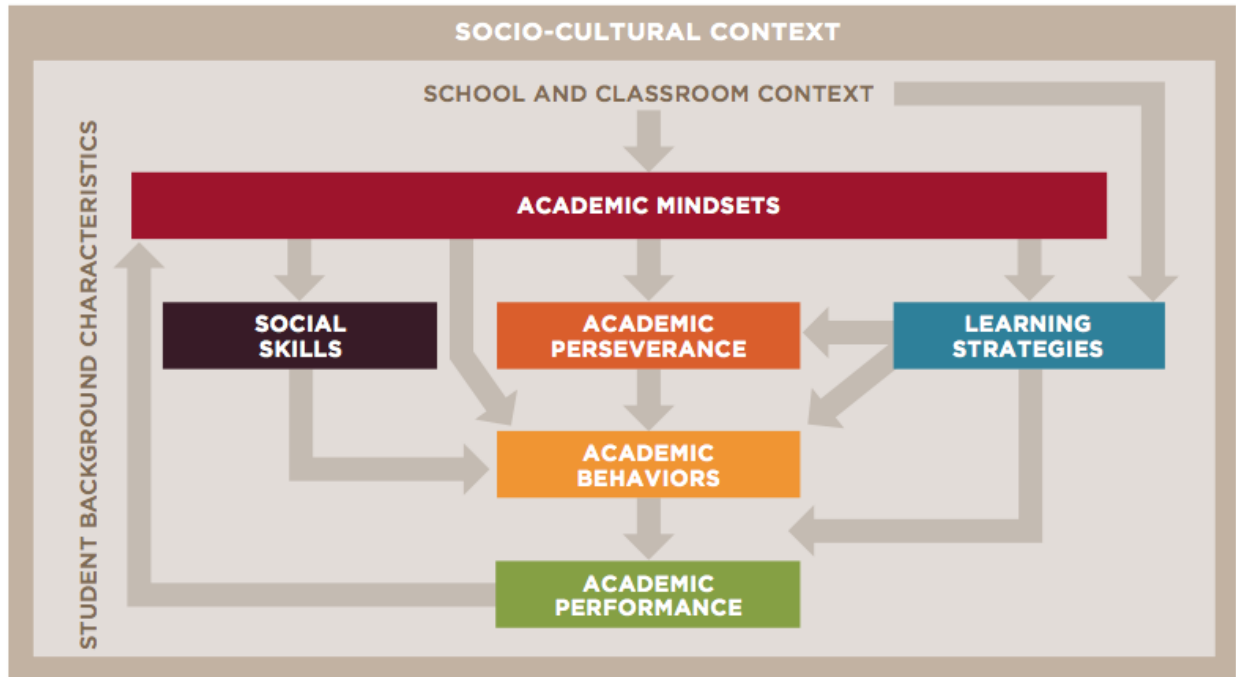 SOCIO-CULTURAL CONTEXT
SCHOOL AND CLASSROOM CONTEXT
STUDENT BACKGROUND CHARACTERISTICS
ACADEMIC MINDSETS
SOCIAL
SKILLS
ACADEMIC
PERSEVERANCE
LEARNING
STRATEGIES
ACADEMIC
BEHAVIORS
ACADEMIC
PERFORMANCE